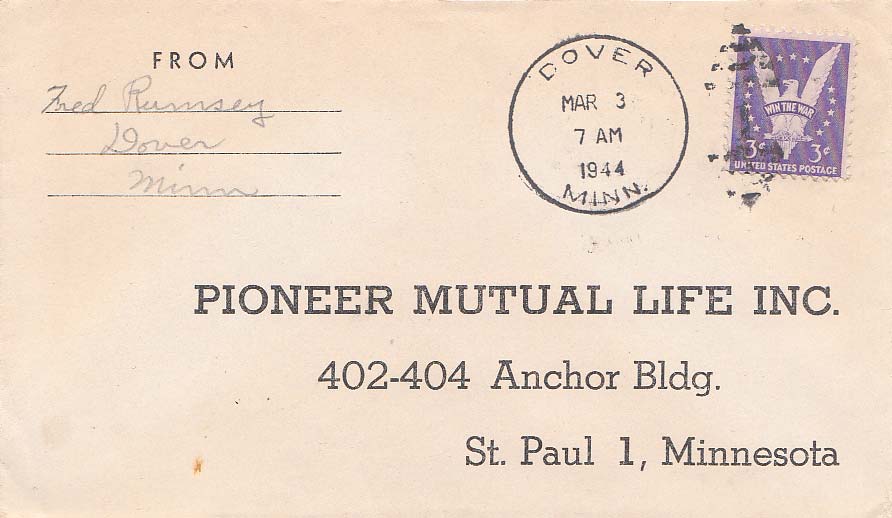 FROM
Fred Rumsey
Dover
Minn
DOVER
MAR 3
7 AM
1944
MINN.
WIN THE WAR
3¢ 3¢
UNITED STATES POSTAGE
PIONEER MUTUAL LIFE INC.
402-404 Anchor Bldg.
St. Paul 1, Minnesota